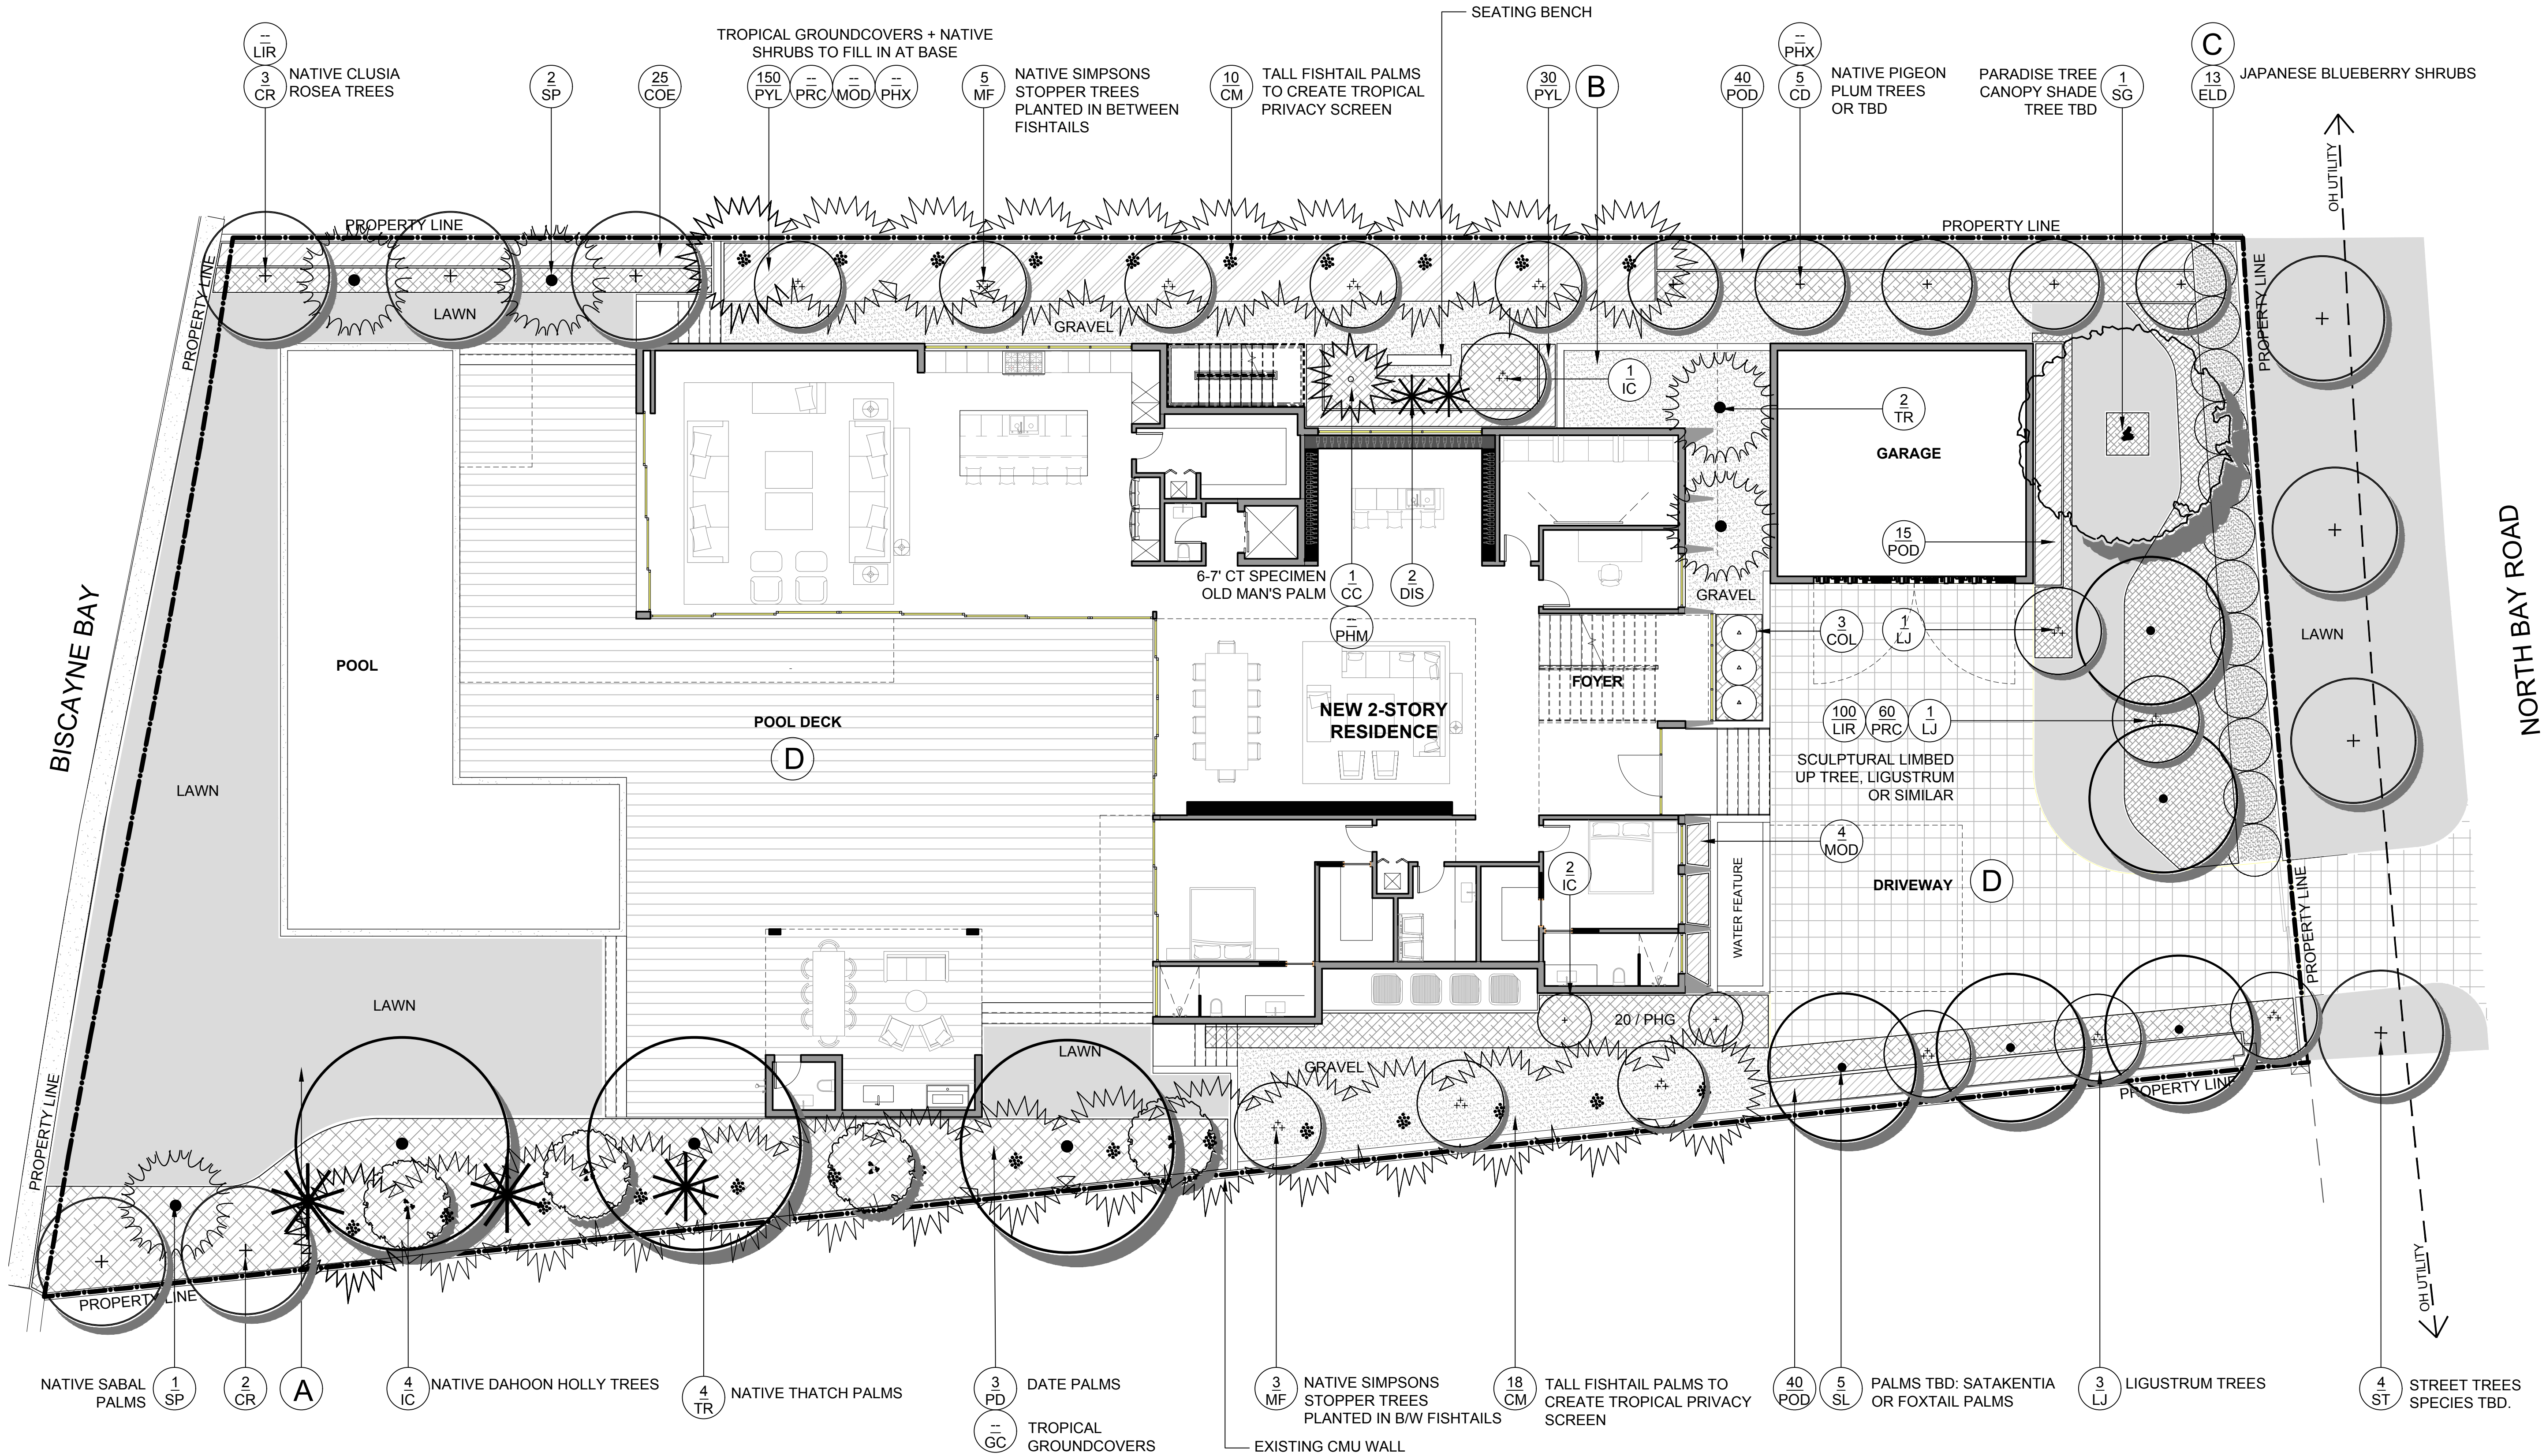 SEATING BENCH
--
LIR
3
CR
NATIVE CLUSIA
ROSEA TREES
2
SP
25
COE
TROPICAL GROUNDCOVERS + NATIVE
SHRUBS TO FILL IN AT BASE
150
PYL
--
PRC
--
MOD
--
PHX
5
MF
NATIVE SIMPSONS
STOPPER TREES
PLANTED IN BETWEEN
FISHTAILS
10
CM
TALL FISHTAIL PALMS
TO CREATE TROPICAL
PRIVACY SCREEN
30
PYL
B
40
POD
--
PHX
5
CD
NATIVE PIGEON
PLUM TREES
OR TBD
PARADISE TREE
CANOPY SHADE
TREE TBD
1
SG
C
13
ELD
JAPANESE BLUEBERRY SHRUBS
OH UTILITY
PROPERTY LINE
PROPERTY LINE
PROPERTY LINE
PROPERTY LINE
LAWN
GRAVEL
1
IC
2
TR
GARAGE
15
POD
6-7' CT SPECIMEN
OLD MAN'S PALM
1
CC
--
PHM
2
DIS
GRAVEL
3
COL
1
LJ
LAWN
NORTH BAY ROAD
BISCAYNE BAY
POOL
POOL DECK
D
NEW 2-STORY
RESIDENCE
FOYER
100
LIR
60
PRC
1
LJ
SCULPTURAL LIMBED
UP TREE, LIGUSTRUM
OR SIMILAR
LAWN
4
MOD
WATER FEATURE
2
IC
DRIVEWAY
D
PROPERTY LINE
LAWN
20 / PHG
LAWN
GRAVEL
PROPERTY LINE
PROPERTY LINE
PROPERTY LINE
OH UTILITY
NATIVE SABAL
PALMS
1
SP
2
CR
A
4
IC
NATIVE DAHOON HOLLY TREES
4
TR
NATIVE THATCH PALMS
3
PD
DATE PALMS
--
GC
TROPICAL
GROUNDCOVERS
3
MF
NATIVE SIMPSONS
STOPPER TREES
PLANTED IN B/W FISHTAILS
EXISTING CMU WALL
18
CM
TALL FISHTAIL PALMS TO
CREATE TROPICAL PRIVACY
SCREEN
40
POD
5
SL
PALMS TBD: SATAKENTIA
OR FOXTAIL PALMS
3
LJ
LIGUSTRUM TREES
4
ST
STREET TREES
SPECIES TBD.